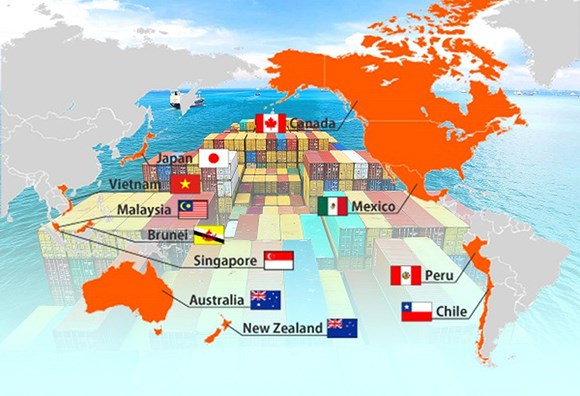 Canada
Japan
Vietnam
Malaysia
Mexico
Brunei
Singapore
Peru
Australia
Chile
New Zealand